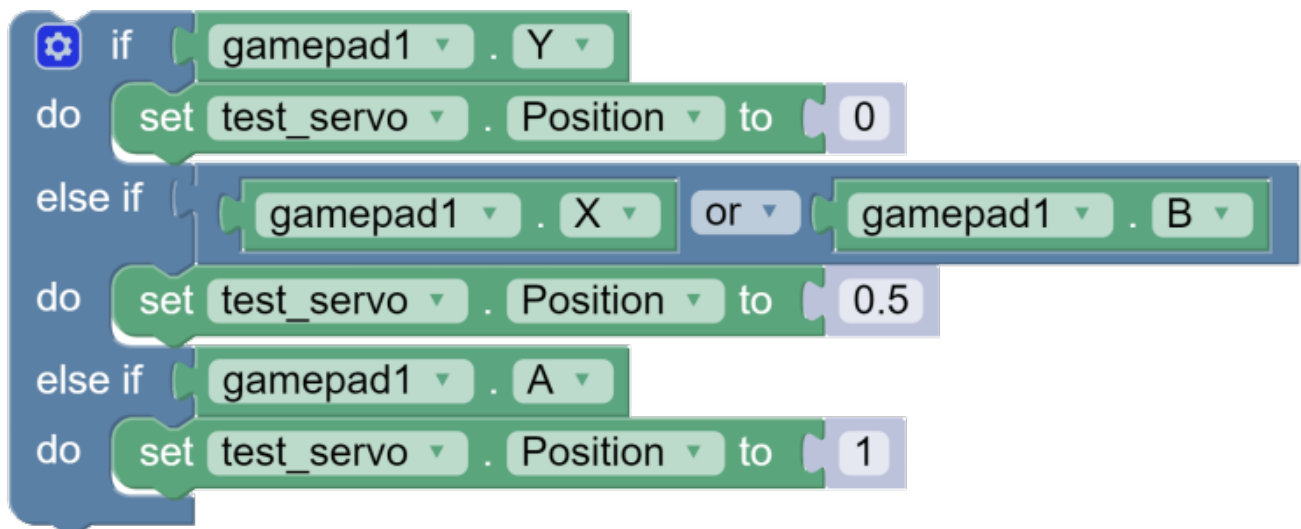 if gamepad1 . Y
do set test_servo . Position to 0
else if gamepad1 . X or gamepad1 . B
do set test_servo . Position to 0.5
else if gamepad1 . A
do set test_servo . Position to 1